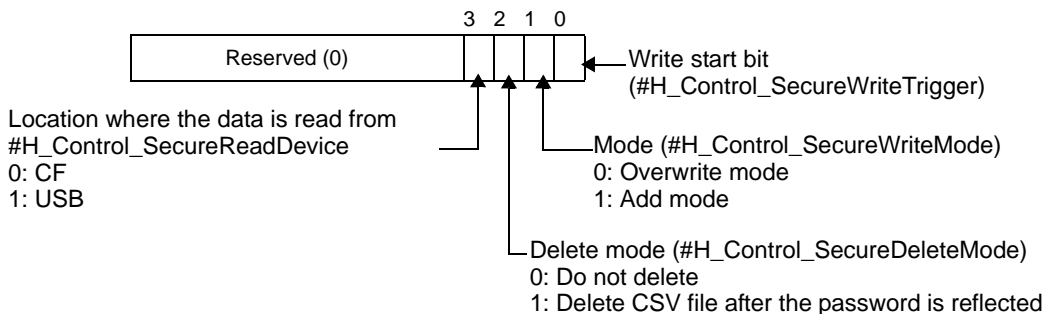 3 2 1 0
Reserved (0)
Write start bit
(#H_Control_SecureWriteTrigger)
Location where the data is read from
#H_Control_SecureReadDevice
0: CF
1: USB
Mode (#H_Control_SecureWriteMode)
0: Overwrite mode
1: Add mode
Delete mode (#H_Control_SecureDeleteMode)
0: Do not delete
1: Delete CSV file after the password is reflected